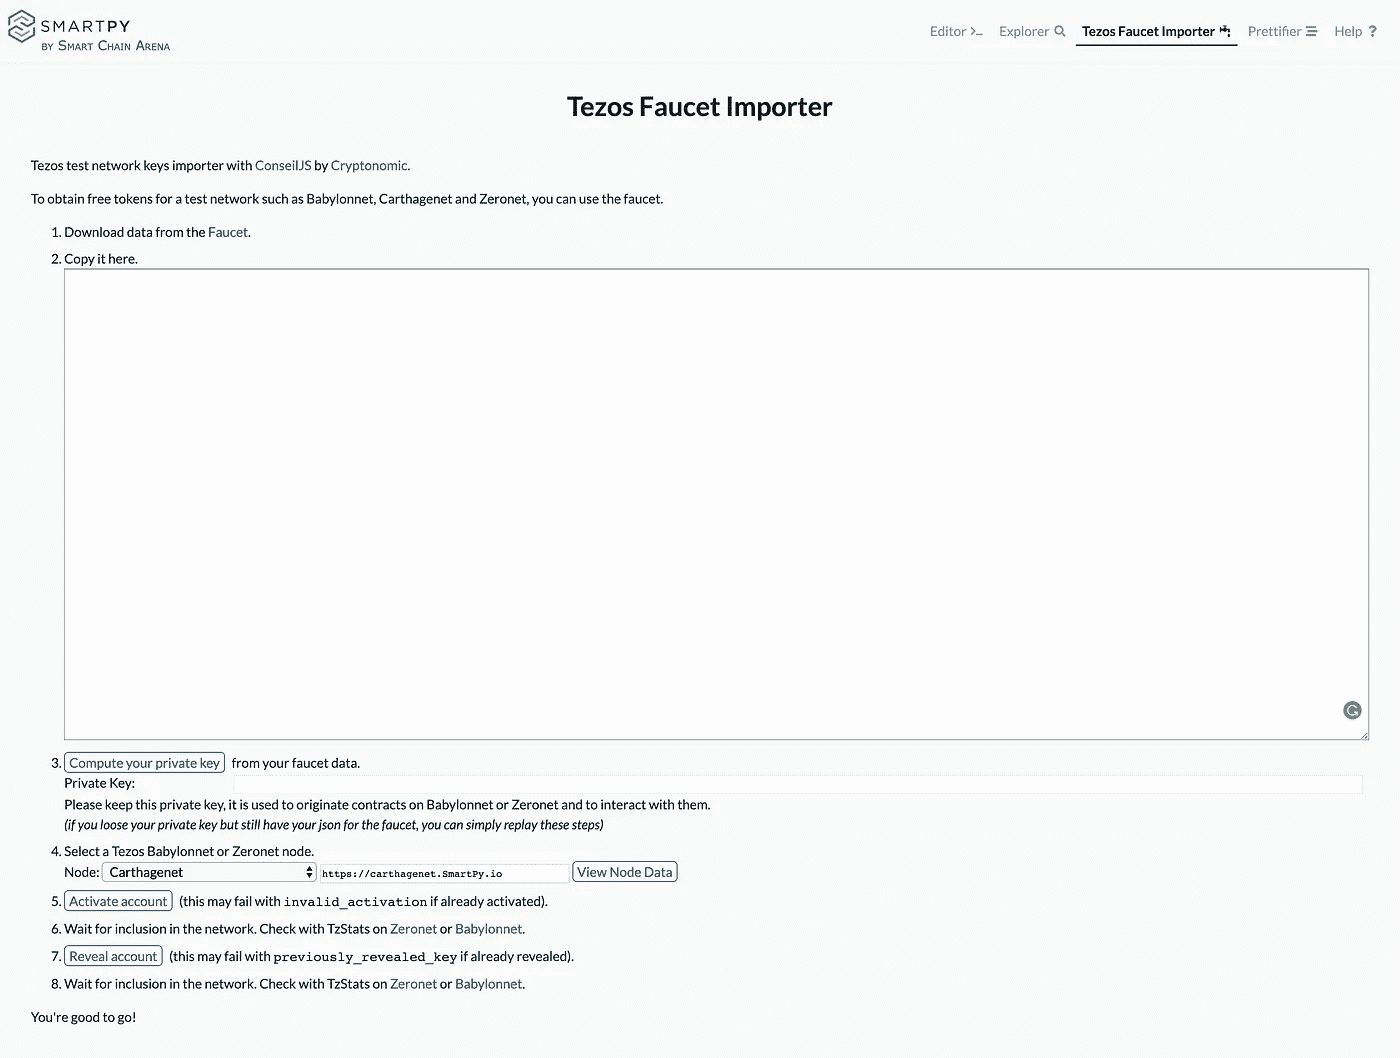 SMARTPY
BY SMART CHAIN ARENA
Editor >_ Explorer Tezos Faucet Importer Prettifier Help ?
Tezos Faucet Importer
Tezos test network keys importer with ConseilJS by Cryptonomic.
To obtain free tokens for a test network such as Babylonnet, Carthagenet and Zeronet, you can use the faucet.
1. Download data from the Faucet.
2. Copy it here.
3. Compute your private key from your faucet data.
Private Key:
Please keep this private key, it is used to originate contracts on Babylonnet or Zeronet and to interact with them.
(if you loose your private key but still have your json for the faucet, you can simply replay these steps)
4. Select a Tezos Babylonnet or Zeronet node.
Node: Carthagenet https://carthagenet.SmartPy.io View Node Data
5. Activate account (this may fail with invalid_activation if already activated).
6. Wait for inclusion in the network. Check with TzStats on Zeronet or Babylonnet.
7. Reveal account (this may fail with previously_revealed_key if already revealed).
8. Wait for inclusion in the network. Check with TzStats on Zeronet or Babylonnet.
You're good to go!